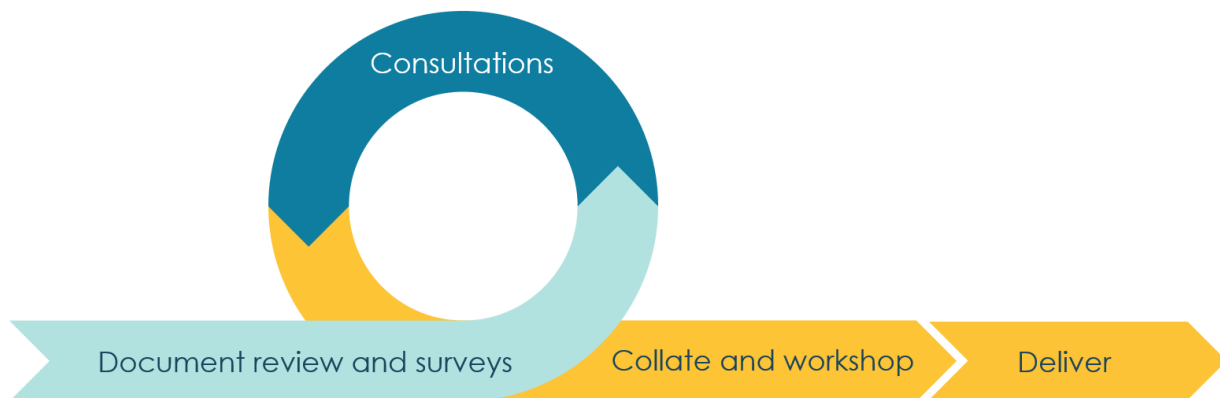 Consultations
Document review and surveys
Collate and workshop
Deliver